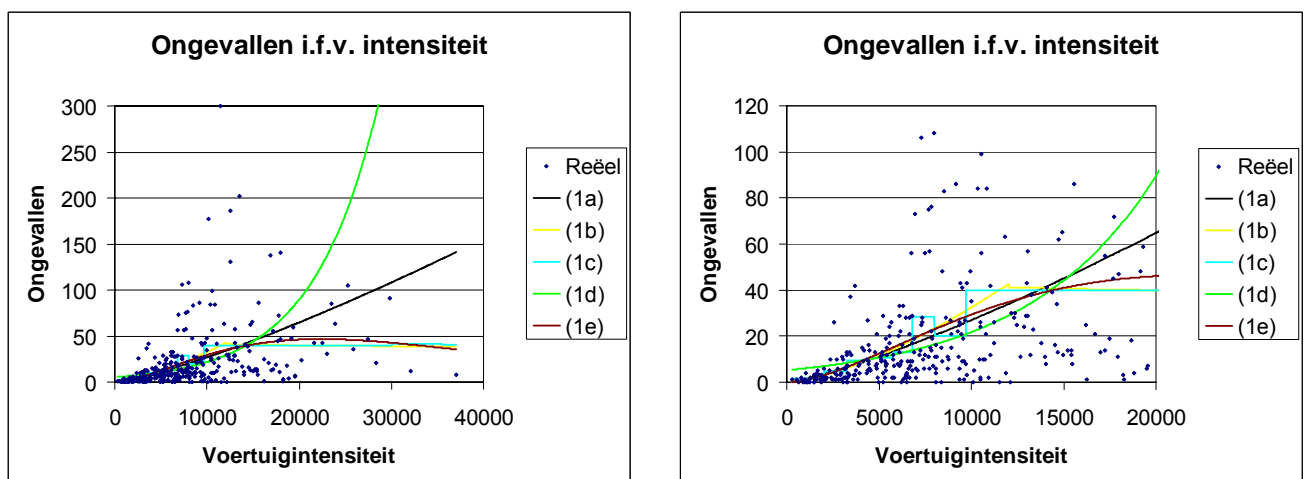 Ongevallen i.f.v. intensiteit
Ongevallen
300
250
200
150
100
50
0
0 10000 20000 30000 40000
Voertuigintensiteit
Reëel
(1a)
(1b)
(1c)
(1d)
(1e)
Ongevallen i.f.v. intensiteit
Ongevallen
120
100
80
60
40
20
0
0 5000 10000 15000 20000
Voertuigintensiteit
Reëel
(1a)
(1b)
(1c)
(1d)
(1e)